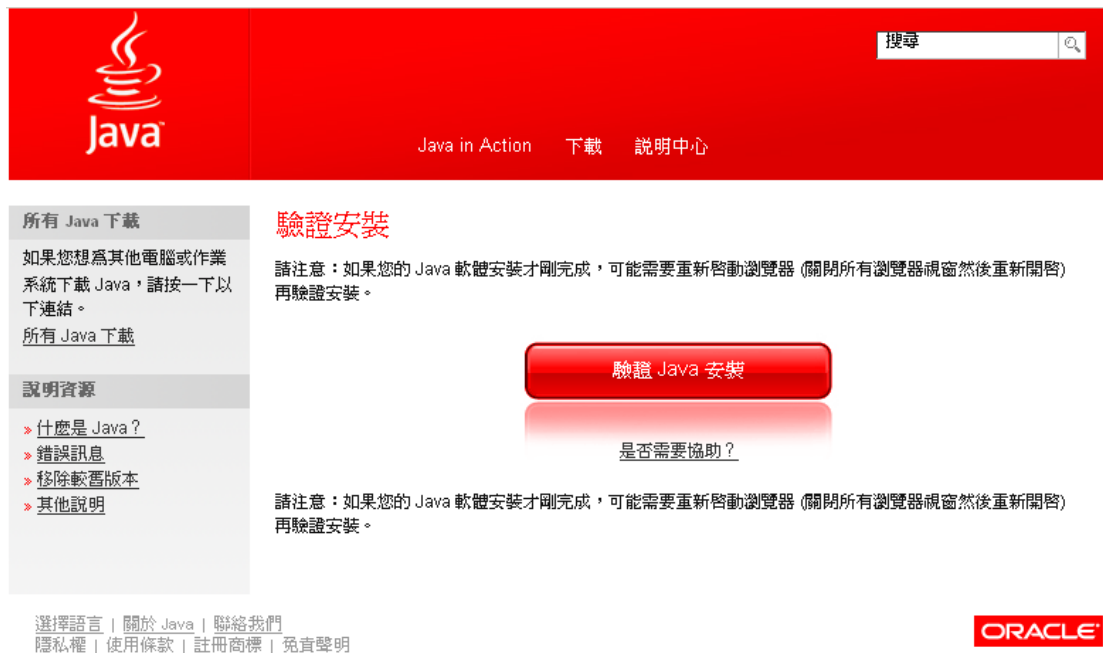 搜尋
Java
Java in Action 下載 説明中心
所有 Java 下載
如果您想爲其他電腦或作業
系統下載 Java，請按一下以
下連結。
所有 Java 下載
說明資源
» 什麼是 Java？
» 錯誤訊息
» 移除較舊版本
» 其他說明
驗證安裝
請注意：如果您的 Java 軟體安裝才剛完成，可能需要重新啓動瀏覽器 (關閉所有瀏覽器視窗然後重新開啓)
再驗證安裝。
驗證 Java 安裝
是否需要協助？
請注意：如果您的 Java 軟體安裝才剛完成，可能需要重新啓動瀏覽器 (關閉所有瀏覽器視窗然後重新開啓)
再驗證安裝。
選擇語言 | 關於 Java | 聯絡我們
隱私權 | 使用條款 | 註冊商標 | 免責聲明
ORACLE